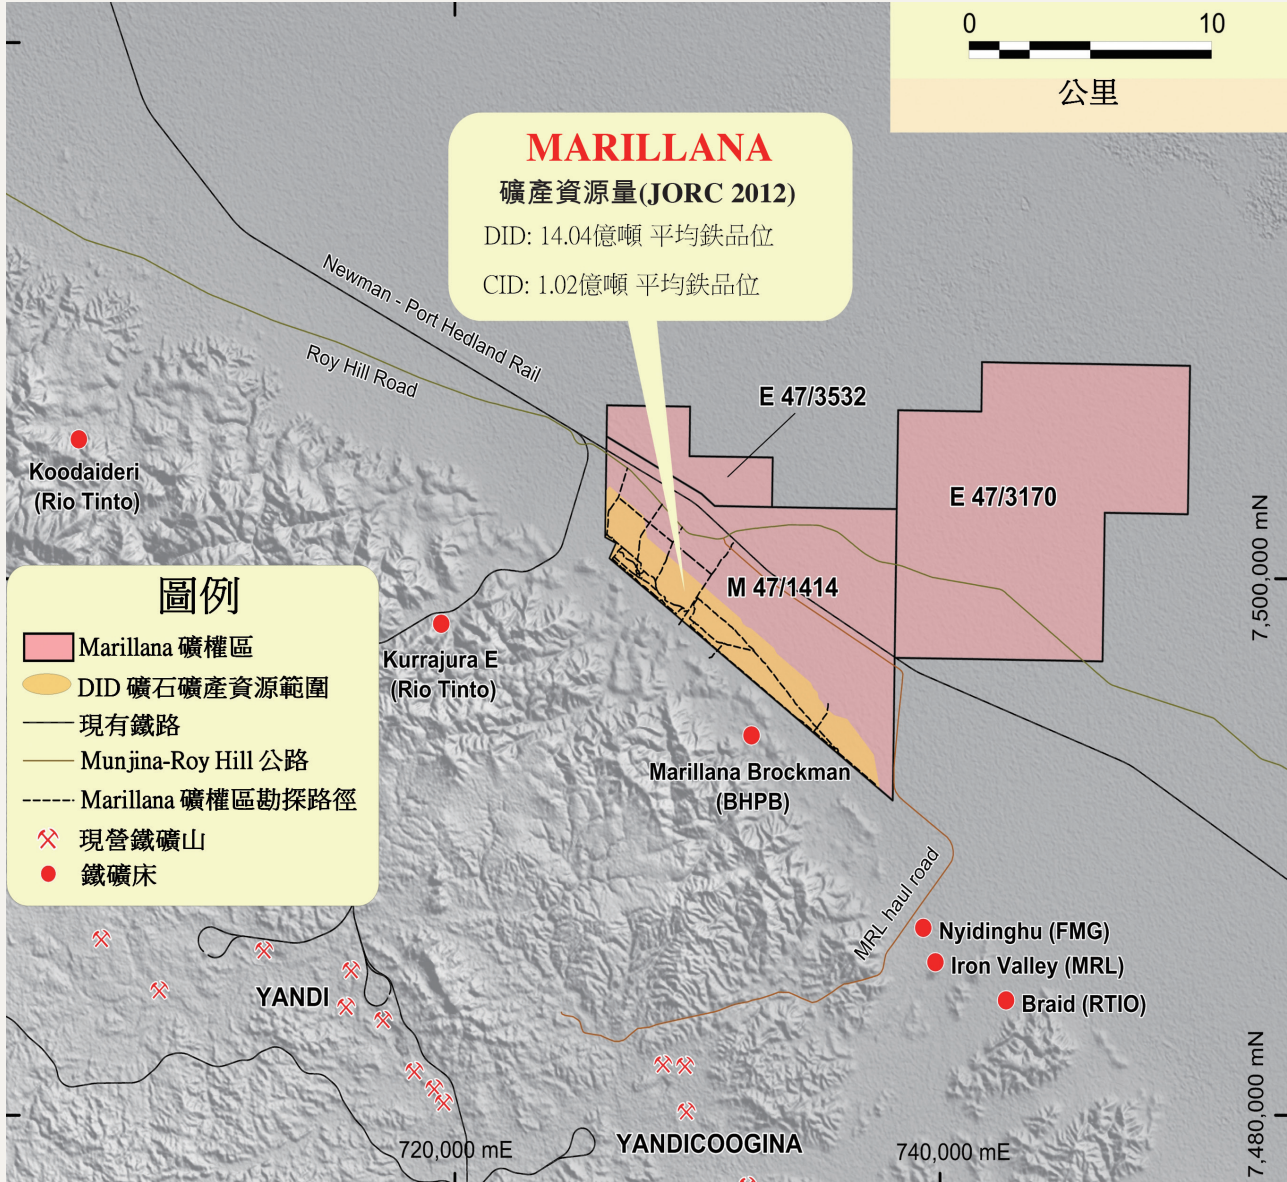 0 10
公里
MARILLANA
礦產資源量(JORC 2012)
DID: 14.04億噸 平均鉄品位
CID: 1.02億噸 平均鉄品位
Newman - Port Hedland Rail
Roy Hill Road
E 47/3532
Koodaideri
(Rio Tinto)
E 47/3170
7,500,000 mN
M 47/1414
圖例
Marillana 礦權區
DID 礦石礦產資源範圍
現有鐵路
Munjina-Roy Hill 公路
Marillana 礦權區勘探路徑
現營鐵礦山
鐵礦床
Kurrajura E
(Rio Tinto)
Marillana Brockman
(BHPB)
MRL haul road
Nyidinghu (FMG)
Iron Valley (MRL)
Braid (RTIO)
YANDI
YANDICOOGINA
720,000 mE
740,000 mE
7,480,000 mN